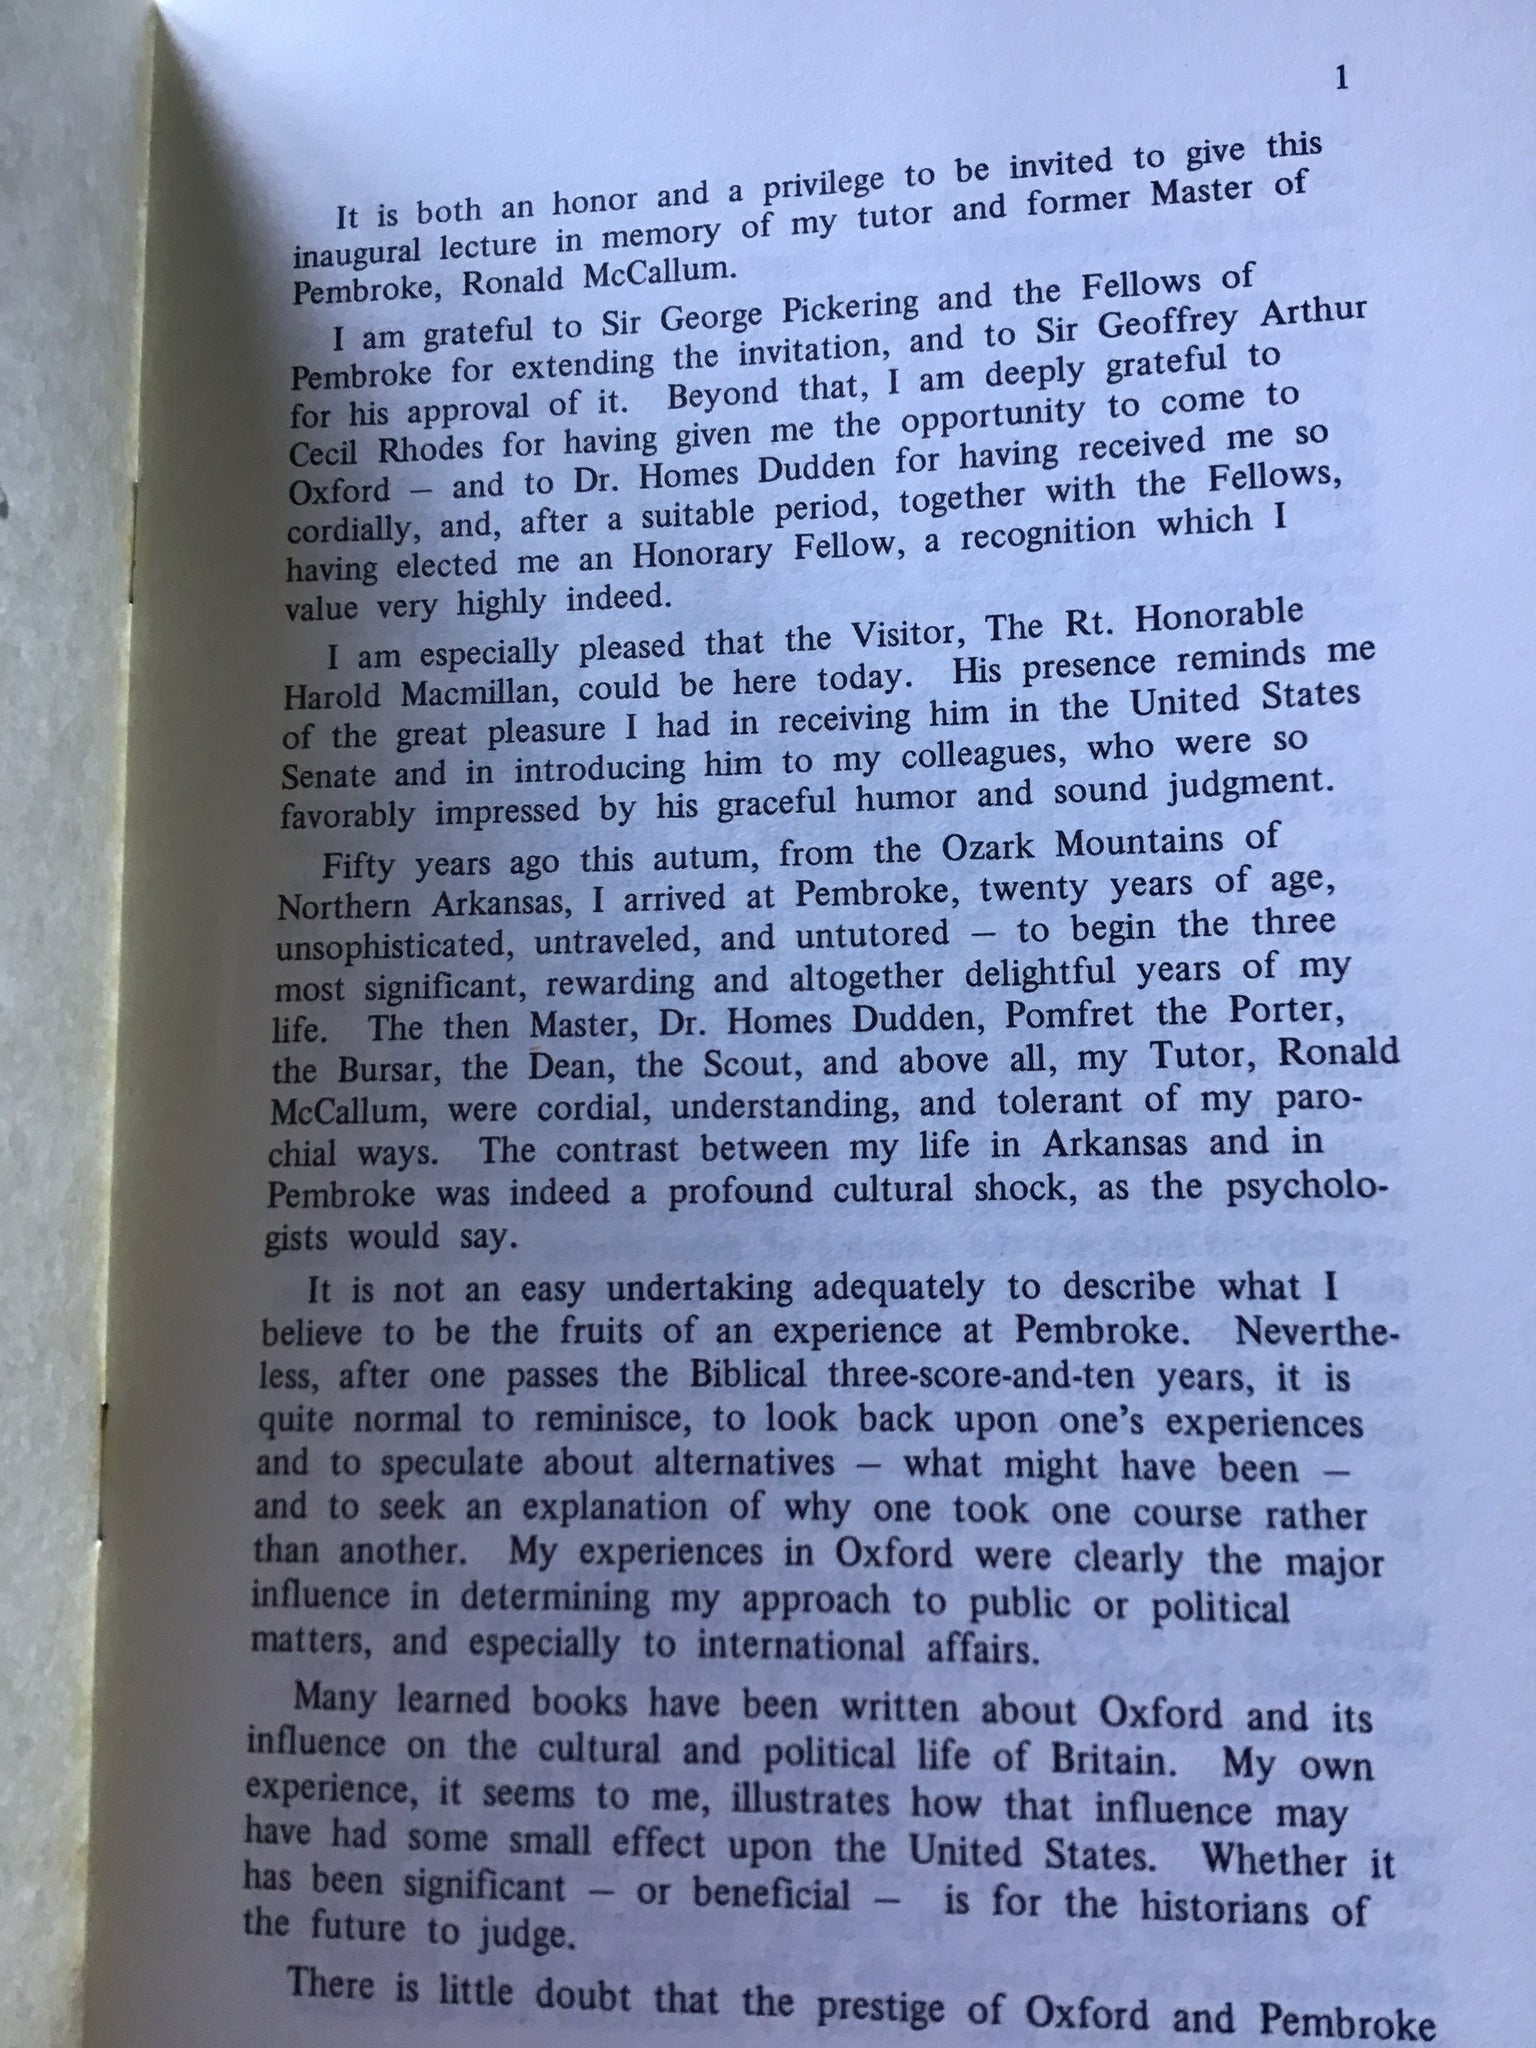 1
It is both an honor and a privilege to be invited to give this
inaugural lecture in memory of my tutor and former Master of
Pembroke, Ronald McCallum.
I am grateful to Sir George Pickering and the Fellows of
Pembroke for extending the invitation, and to Sir Geoffrey Arthur
for his approval of it. Beyond that, I am deeply grateful to
Cecil Rhodes for having given me the opportunity to come to
Oxford — and to Dr. Homes Dudden for having received me so
cordially, and, after a suitable period, together with the Fellows,
having elected me an Honorary Fellow, a recognition which I
value very highly indeed.
I am especially pleased that the Visitor, The Rt. Honorable
Harold Macmillan, could be here today. His presence reminds me
of the great pleasure I had in receiving him in the United States
Senate and in introducing him to my colleagues, who were so
favorably impressed by his graceful humor and sound judgment.
Fifty years ago this autum, from the Ozark Mountains of
Northern Arkansas, I arrived at Pembroke, twenty years of age,
unsophisticated, untraveled, and untutored — to begin the three
most significant, rewarding and altogether delightful years of my
life. The then Master, Dr. Homes Dudden, Pomfret the Porter,
the Bursar, the Dean, the Scout, and above all, my Tutor, Ronald
McCallum, were cordial, understanding, and tolerant of my paro-
chial ways. The contrast between my life in Arkansas and in
Pembroke was indeed a profound cultural shock, as the psycholo-
gists would say.
It is not an easy undertaking adequately to describe what I
believe to be the fruits of an experience at Pembroke. Neverthe-
less, after one passes the Biblical three-score-and-ten years, it is
quite normal to reminisce, to look back upon one's experiences
and to speculate about alternatives — what might have been —
and to seek an explanation of why one took one course rather
than another. My experiences in Oxford were clearly the major
influence in determining my approach to public or political
matters, and especially to international affairs.
Many learned books have been written about Oxford and its
influence on the cultural and political life of Britain. My own
experience, it seems to me, illustrates how that influence may
have had some small effect upon the United States. Whether it
has been significant — or beneficial — is for the historians of
the future to judge.
There is little doubt that the prestige of Oxford and Pembroke